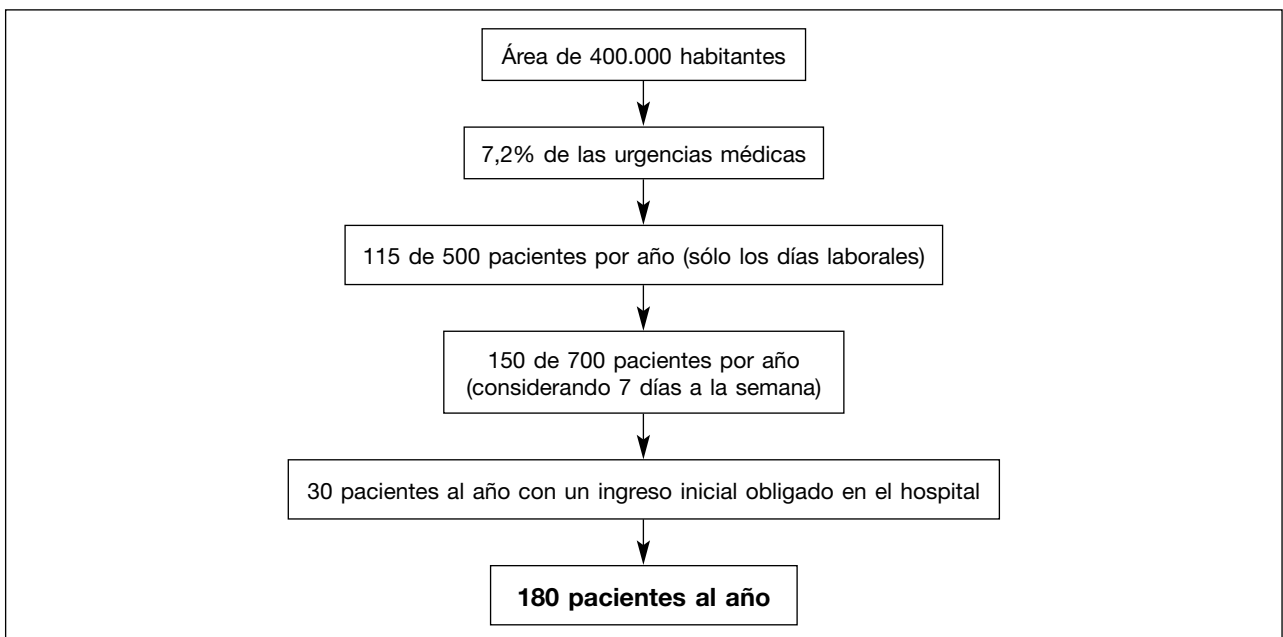 Área de 400.000 habitantes
7,2% de las urgencias médicas
115 de 500 pacientes por año (sólo los días laborales)
150 de 700 pacientes por año
(considerando 7 días a la semana)
30 pacientes al año con un ingreso inicial obligado en el hospital
180 pacientes al año